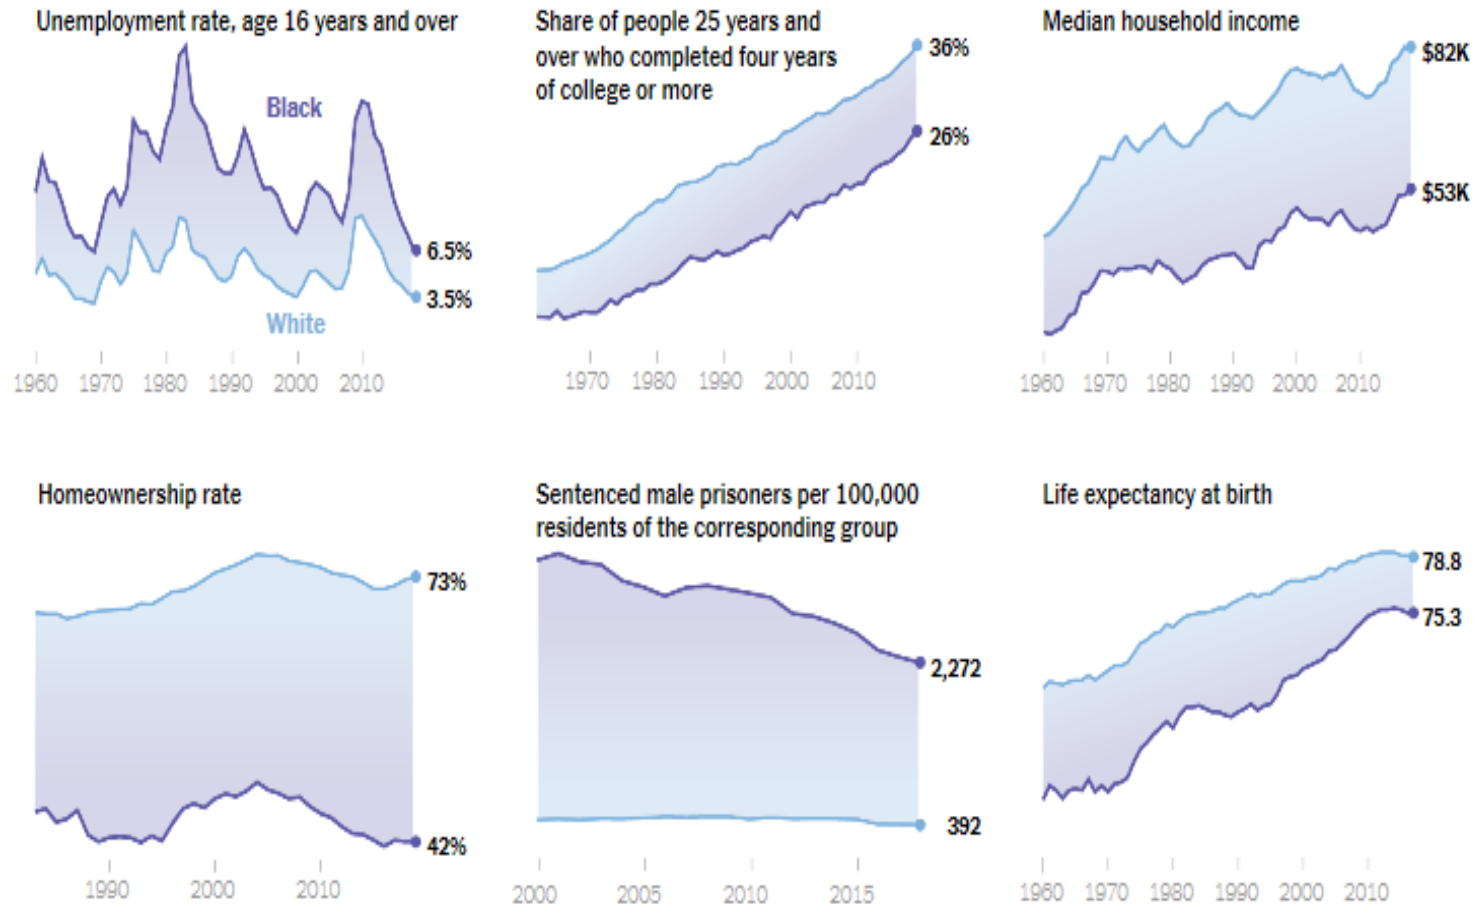 Unemployment rate, age 16 years and over
Black
White
6.5%
3.5%
1960 1970 1980 1990 2000 2010
Share of people 25 years and
over who completed four years
of college or more
36%
26%
1970 1980 1990 2000 2010
Median household income
$82K
$53K
1960 1970 1980 1990 2000 2010
Homeownership rate
73%
42%
1990 2000 2010
Sentenced male prisoners per 100,000
residents of the corresponding group
2,272
392
2000 2005 2010 2015
Life expectancy at birth
78.8
75.3
1960 1970 1980 1990 2000 2010